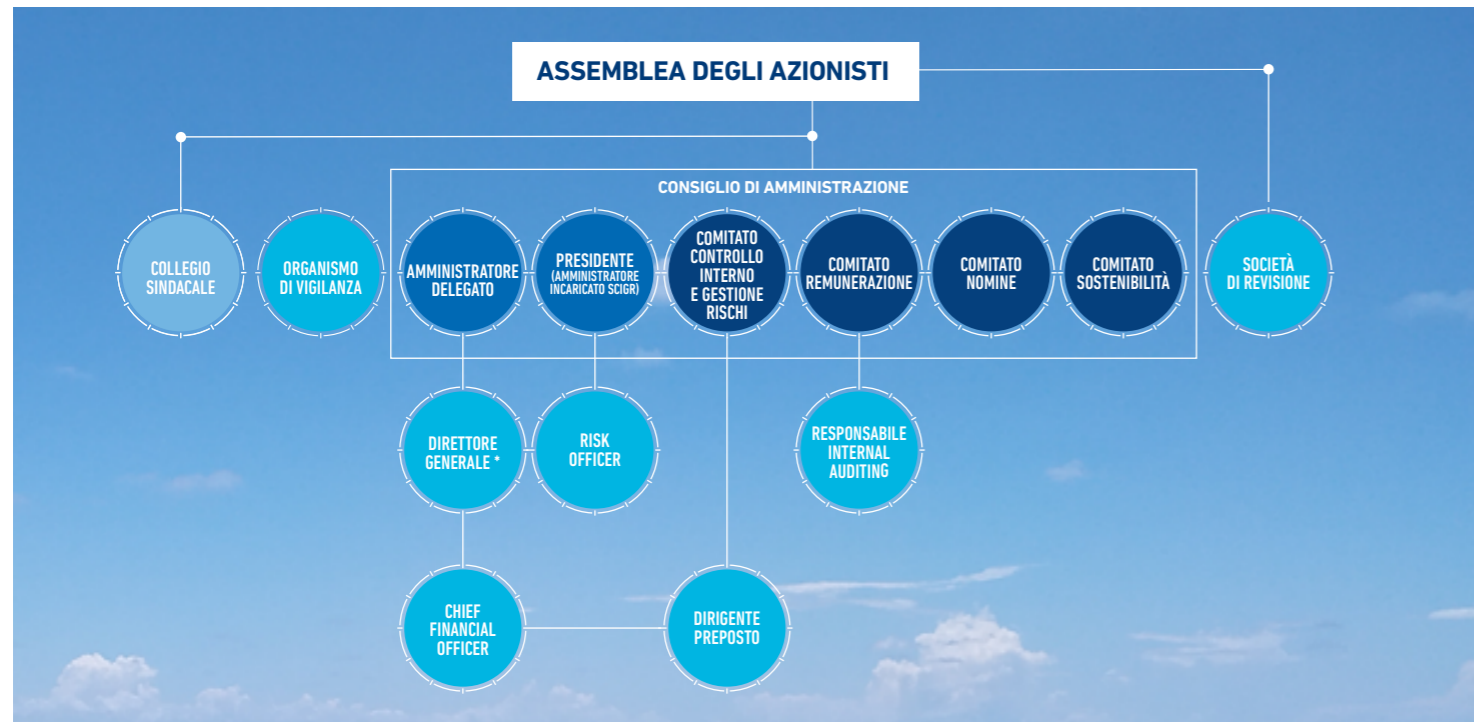 ASSEMBLEA DEGLI AZIONISTI
CONSIGLIO DI AMMINISTRAZIONE
COLLEGIO
SINDACALE
ORGANISMO
DI VIGILANZA
AMMINISTRATORE
DELEGATO
PRESIDENTE
(AMMINISTRATORE
INCARICATO SCIGR)
COMITATO
CONTROLLO
INTERNO
E GESTIONE
RISCHI
COMITATO
REMUNERAZIONE
COMITATO
NOMINE
COMITATO
SOSTENIBILITÀ
SOCIETÀ
DI REVISIONE
DIRETTORE
GENERALE *
RISK
OFFICER
RESPONSABILE
INTERNAL
AUDITING
CHIEF
FINANCIAL
OFFICER
DIRIGENTE
PREPOSTO